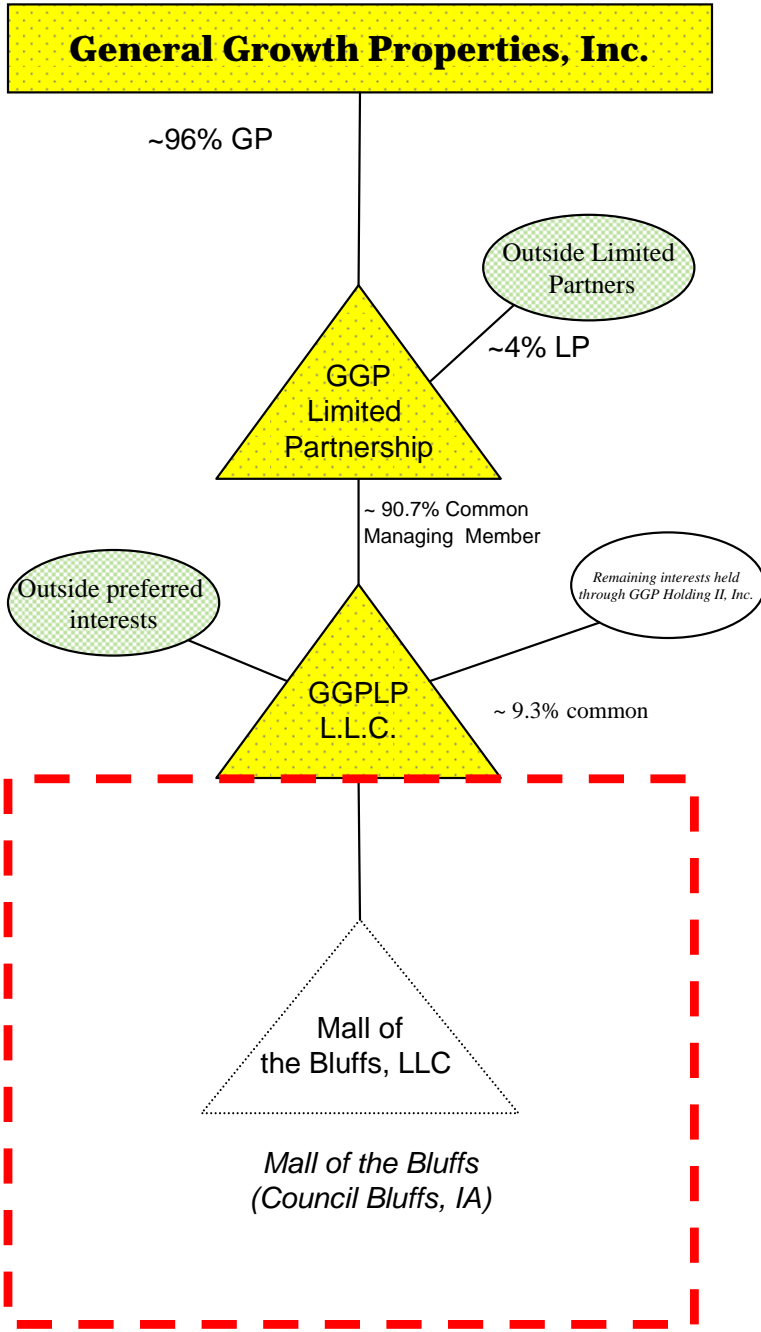 General Growth Properties, Inc.
~96% GP
Outside Limited
Partners
~4% LP
GGP
Limited
Partnership
~ 90.7% Common
Managing Member
Outside preferred
interests
Remaining interests held
through GGP Holding II, Inc.
GGPLP
L.L.C.
~ 9.3% common
Mall of
the Bluffs, LLC
Mall of the Bluffs
(Council Bluffs, IA)